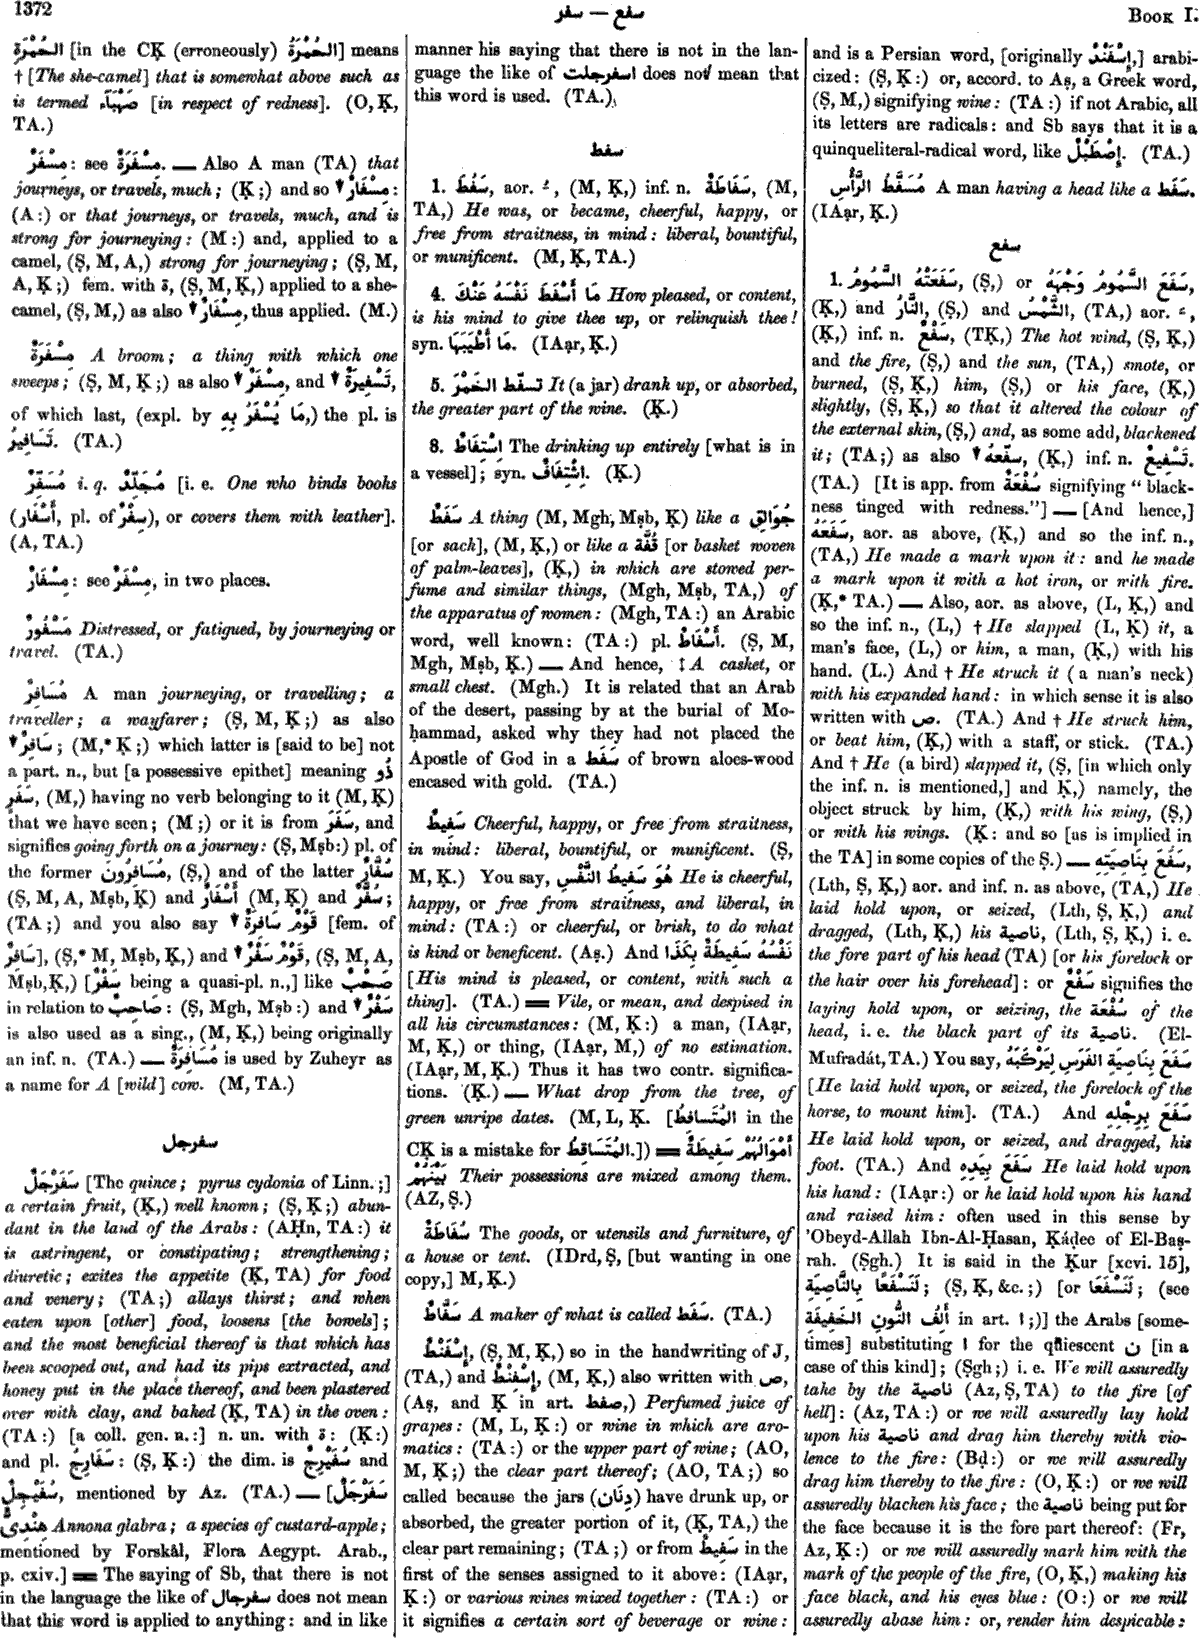 1372
سفع — سفر
Book I.
الحُمْرَةِ [in the CḲ (erroneously) الحُمْرَةُ] means
† [The she-camel] that is somewhat above such as
is termed صَهْبَآء [in respect of redness]. (O, Ḳ,
TA.)
مِسْفَرٌ: see مِسْفَرَةٌ. — Also A man (TA) that
journeys, or travels, much; (Ḳ;) and so ▼ مِسْفَارٌ:
(A:) or that journeys, or travels, much, and is
strong for journeying: (M:) and, applied to a
camel, (Ṣ, M, A,) strong for journeying; (Ṣ, M,
A, Ḳ;) fem. with ة, (Ṣ, M, Ḳ,) applied to a she-
camel, (Ṣ, M,) as also ▼ مِسْفَارٌ, thus applied. (M.)
مِسْفَرَةٌ A broom; a thing with which one
sweeps; (Ṣ, M, Ḳ;) as also ▼ مِسْفَرٌ, and ▼ تَسْفِيرَةٌ,
of which last, (expl. by مَا يُسْفَرُ بِهِ,) the pl. is
تَسَافِيرُ. (TA.)
مُسَفِّرٌ i. q. مُجَلِّدٌ [i. e. One who binds books
(أَسْفَار, pl. of سِفْرٌ), or covers them with leather].
(A, TA.)
مِسْفَارٌ: see مِسْفَرٌ, in two places.
مَسْفُورٌ Distressed, or fatigued, by journeying or
travel. (TA.)
مُسَافِرٌ A man journeying, or travelling; a
traveller; a wayfarer; (Ṣ, M, Ḳ;) as also
▼ سَافِرٌ; (M,* Ḳ;) which latter is [said to be] not
a part. n., but [a possessive epithet] meaning ذُو
سَفَرٍ, (M,) having no verb belonging to it (M, Ḳ)
that we have seen; (M;) or it is from سَفَرَ, and
signifies going forth on a journey: (Ṣ, Mṣb:) pl. of
the former مُسَافِرُونَ, (Ṣ,) and of the latter سُفَّارٌ
(Ṣ, M, A, Mṣb, Ḳ) and أَسْفَارٌ (M, Ḳ) and سُفَّرٌ;
(TA;) and you also say ▼ قَوْمٌ سَافِرَةٌ [fem. of
سَافِرٌ], (Ṣ,* M, Mṣb, Ḳ,) and ▼ قَوْمٌ سَفْرٌ, (Ṣ, M, A,
Mṣb, Ḳ,) [سَفْرٌ being a quasi-pl. n.,] like صَحْبٌ
in relation to صَاحِبٌ: (Ṣ, Mgh, Mṣb:) and ▼ سَفْرٌ
is also used as a sing., (M, Ḳ,) being originally
an inf. n. (TA.) — مُسَافِرَةٌ is used by Zuheyr as
a name for A [wild] cow. (M, TA.)
سفرجل
سَفَرْجَلٌ [The quince; pyrus cydonia of Linn.;]
a certain fruit, (Ḳ,) well known; (Ṣ, Ḳ;) abun-
dant in the land of the Arabs: (AḤn, TA:) it
is astringent, or constipating; strengthening;
diuretic; exites the appetite (Ḳ, TA) for food
and venery; (TA;) allays thirst; and when
eaten upon [other] food, loosens [the bowels];
and the most beneficial thereof is that which has
been scooped out, and had its pips extracted, and
honey put in the place thereof, and been plastered
over with clay, and baked (Ḳ, TA) in the oven:
(TA:) [a coll. gen. n.:] n. un. with ة: (Ḳ:)
and pl. سَفَارِجُ: (Ṣ, Ḳ:) the dim. is سُفَيْرِجٌ and
سُفَيْجِلٌ, mentioned by Az. (TA.) — [سَفَرْجَلٌ
هِنْدِىٌّ Annona glabra; a species of custard-apple;
mentioned by Forskål, Flora Aegypt. Arab.,
p. cxiv.] = The saying of Sb, that there is not
in the language the like of سفرجال does not mean
that this word is applied to anything: and in like
manner his saying that there is not in the lan-
guage the like of اسفرجلت does not mean that
this word is used. (TA.)
سفط
1. سَفُطَ, aor. ـُ, (M, Ḳ,) inf. n. سَفَاطَةٌ, (M,
TA,) He was, or became, cheerful, happy, or
free from straitness, in mind: liberal, bountiful,
or munificent. (M, Ḳ, TA.)
4. مَا أَسْفَطَ نَفْسَهُ عَنْكَ How pleased, or content,
is his mind to give thee up, or relinquish thee!
syn. مَا أَطْيَبَهَا. (IAạr, Ḳ.)
5. تسفّط الخَمْرَ It (a jar) drank up, or absorbed,
the greater part of the wine. (Ḳ.)
8. اِسْتِفَاطٌ The drinking up entirely [what is in
a vessel]; syn. اِشْتِفَافٌ. (Ḳ.)
سَفَطٌ A thing (M, Mgh, Mṣb, Ḳ) like a جُوَالِق
[or sack], (M, Ḳ,) or like a قُفَّة [or basket woven
of palm-leaves], (Ḳ,) in which are stowed per-
fume and similar things, (Mgh, Mṣb, TA,) of
the apparatus of women: (Mgh, TA:) an Arabic
word, well known: (TA:) pl. أَسْفَاطٌ. (Ṣ, M,
Mgh, Mṣb, Ḳ.) — And hence, ‡ A casket, or
small chest. (Mgh.) It is related that an Arab
of the desert, passing by at the burial of Mo-
ḥammad, asked why they had not placed the
Apostle of God in a سَفَط of brown aloes-wood
encased with gold. (TA.)
سَفِيطٌ Cheerful, happy, or free from straitness,
in mind: liberal, bountiful, or munificent. (Ṣ,
M, Ḳ.) You say, هُوَ سَفِيطُ النَّفْسِ He is cheerful,
happy, or free from straitness, and liberal, in
mind: (TA:) or cheerful, or brisk, to do what
is kind or beneficent. (Aṣ.) And نَفْسُهُ سَفِيطَةٌ بِكَذَا
[His mind is pleased, or content, with such a
thing]. (TA.) = Vile, or mean, and despised in
all his circumstances: (M, Ḳ:) a man, (IAạr,
M, Ḳ,) or thing, (IAạr, M,) of no estimation.
(IAạr, M, Ḳ.) Thus it has two contr. significa-
tions. (Ḳ.) — What drop from the tree, of
green unripe dates. (M, L, Ḳ. [المُتَسَافِطُ in the
CḲ is a mistake for المُتَسَاقِطُ.]) = أَمْوَالُهُمْ سَفِيطَةٌ
بَيْنَهُمْ Their possessions are mixed among them.
(AZ, Ṣ.)
سُفَاطَةٌ The goods, or utensils and furniture, of
a house or tent. (IDrd, Ṣ, [but wanting in one
copy,] M, Ḳ.)
سَفَّاطٌ A maker of what is called سَفَط. (TA.)
إِسْفَنْطٌ, (Ṣ, M, Ḳ,) so in the handwriting of J,
(TA,) and إِسْفِنْطٌ, (M, Ḳ,) also written with ص,
(Aṣ, and Ḳ in art. صفط,) Perfumed juice of
grapes: (M, L, Ḳ:) or wine in which are aro-
matics: (TA:) or the upper part of wine; (AO,
M, Ḳ;) the clear part thereof; (AO, TA;) so
called because the jars (دِنَان) have drunk up, or
absorbed, the greater portion of it, (Ḳ, TA,) the
clear part remaining; (TA;) or from سَفِيطٌ in the
first of the senses assigned to it above: (IAạr,
Ḳ:) or various wines mixed together: (TA:) or
it signifies a certain sort of beverage or wine:
and is a Persian word, [originally إِسْفَنْد,] arabi-
cized: (Ṣ, Ḳ:) or, accord. to Aṣ, a Greek word,
(Ṣ, M,) signifying wine: (TA:) if not Arabic, all
its letters are radicals: and Sb says that it is a
quinqueliteral-radical word, like إِصْطَبْلٌ. (TA.)
مُسَفَّطُ الرَّأْسِ A man having a head like a سَفَط.
(IAạr, Ḳ.)
سفع
1. سَفَعَتْهُ السَّمُومُ, (Ṣ,) or سَفَعَ السَّمُومُ وَجْهَهُ,
(Ḳ,) and النَّارُ, (Ṣ,) and الشَّمْسُ, (TA,) aor. ـَ,
(Ḳ,) inf. n. سَفْعٌ, (TḲ,) The hot wind, (Ṣ, Ḳ,)
and the fire, (Ṣ,) and the sun, (TA,) smote, or
burned, (Ṣ, Ḳ,) him, (Ṣ,) or his face, (Ḳ,)
slightly, (Ṣ, Ḳ,) so that it altered the colour of
the external skin, (Ṣ,) and, as some add, blackened
it; (TA;) as also ▼ سفّعهُ, (Ḳ,) inf. n. تَسْفِيعٌ.
(TA.) [It is app. from سُفْعَةٌ signifying "black-
ness tinged with redness."] — [And hence,]
سَفَعَهُ, aor. as above, (Ḳ,) and so the inf. n.,
(TA,) He made a mark upon it: and he made
a mark upon it with a hot iron, or with fire.
(Ḳ,* TA.) — Also, aor. as above, (L, Ḳ,) and
so the inf. n., (L,) † He slapped (L, Ḳ) it, a
man's face, (L,) or him, a man, (Ḳ,) with his
hand. (L.) And † He struck it (a man's neck)
with his expanded hand: in which sense it is also
written with ص. (TA.) And † He struck him,
or beat him, (Ḳ,) with a staff, or stick. (TA.)
And † He (a bird) slapped it, (Ṣ, [in which only
the inf. n. is mentioned,] and Ḳ,) namely, the
object struck by him, (Ḳ,) with his wing, (Ṣ,)
or with his wings. (Ḳ: and so [as is implied in
the TA] in some copies of the Ṣ.) — سَفَعَ بِنَاصِيَتِهِ,
(Lth, Ṣ, Ḳ,) aor. and inf. n. as above, (TA,) He
laid hold upon, or seized, (Lth, Ṣ, Ḳ,) and
dragged, (Lth, Ḳ,) his ناصية, (Lth, Ṣ, Ḳ,) i. e.
the fore part of his head (TA) [or his forelock or
the hair over his forehead]: or سَفْعٌ signifies the
laying hold upon, or seizing, the سُفْعَة of the
head, i. e. the black part of its ناصية. (El-
Mufradát, TA.) You say, سَفَعَ بِنَاصِيَةِ الفَرَسِ لِيَرْكَبَهُ
[He laid hold upon, or seized, the forelock of the
horse, to mount him]. (TA.) And سَفَعَ بِرِجْلِهِ
He laid hold upon, or seized, and dragged, his
foot. (TA.) And سَفَعَ بِيَدِهِ He laid hold upon
his hand: (IAạr:) or he laid hold upon his hand
and raised him: often used in this sense by
'Obeyd-Allah Ibn-Al-Ḥasan, Ḳáḍee of El-Baṣ-
rah. (Ṣgh.) It is said in the Ḳur [xcvi. 15],
لَنَسْفَعًا بِالنَّاصِيَةِ; (Ṣ, Ḳ, &c.;) [or لَنَسْفَعَا; (see
أَلِفُ النُّونِ الخَفِيفَةِ in art. ا;)] the Arabs [some-
times] substituting ا for the quiescent ن [in a
case of this kind]; (Ṣgh;) i. e. We will assuredly
take by the ناصية (Az, Ṣ, TA) to the fire [of
hell]: (Az, TA:) or we will assuredly lay hold
upon his ناصية and drag him thereby with vio-
lence to the fire: (Bḍ:) or we will assuredly
drag him thereby to the fire: (O, Ḳ:) or we will
assuredly blacken his face; the ناصية being put for
the face because it is the fore part thereof: (Fr,
Az, Ḳ:) or we will assuredly mark him with the
mark of the people of the fire, (O, Ḳ,) making his
face black, and his eyes blue: (O:) or we will
assuredly abase him: or, render him despicable: